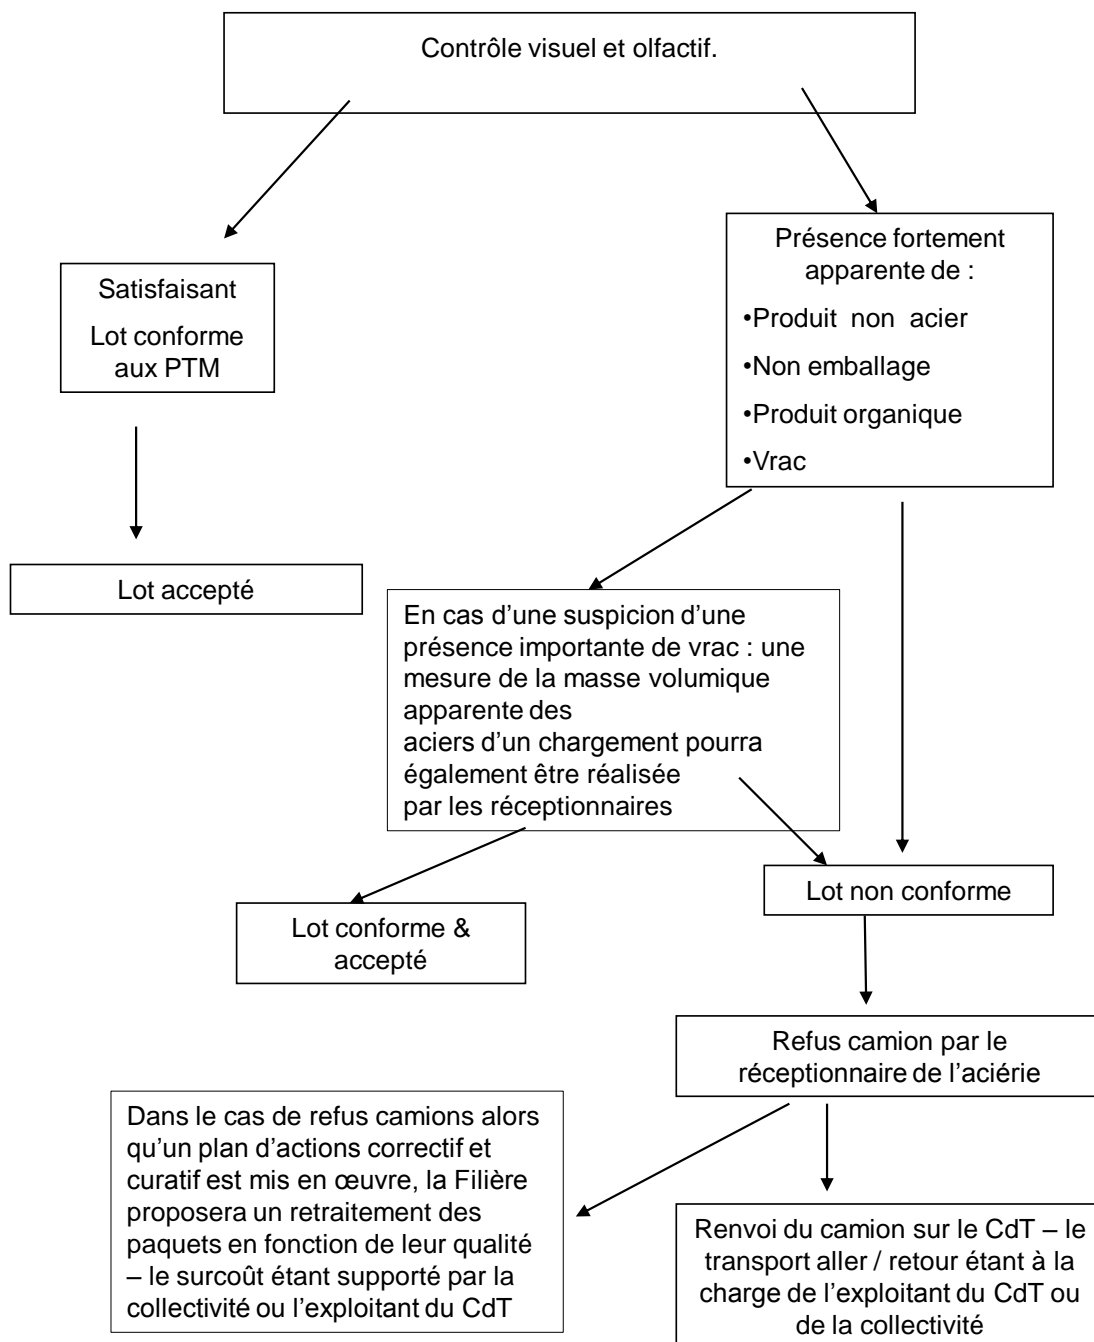 Contrôle visuel et olfactif.
Satisfaisant
Lot conforme
aux PTM
Présence fortement
apparente de :
•Produit non acier
•Non emballage
•Produit organique
•Vrac
Lot accepté
En cas d’une suspicion d’une
présence importante de vrac : une
mesure de la masse volumique
apparente des
aciers d’un chargement pourra
également être réalisée
par les réceptionnaires
Lot non conforme
Lot conforme &
accepté
Refus camion par le
réceptionnaire de l’aciérie
Dans le cas de refus camions alors
qu’un plan d’actions correctif et
curatif est mis en œuvre, la Filière
proposera un retraitement des
paquets en fonction de leur qualité
– le surcoût étant supporté par la
collectivité ou l’exploitant du CdT
Renvoi du camion sur le CdT – le
transport aller / retour étant à la
charge de l’exploitant du CdT ou
de la collectivité